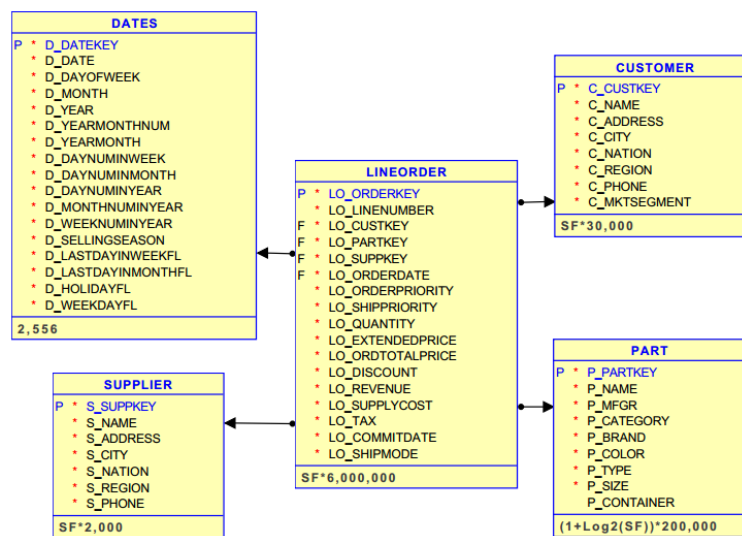 DATES
P * D_DATEKEY
* D_DATE
* D_DAYOFWEEK
* D_MONTH
* D_YEAR
* D_YEARMONTHNUM
* D_YEARMONTH
* D_DAYNUMINWEEK
* D_DAYNUMINMONTH
* D_DAYNUMINYEAR
* D_MONTHNUMINYEAR
* D_WEEKNUMINYEAR
* D_SELLINGSEASON
* D_LASTDAYINWEEKFL
* D_LASTDAYINMONTHFL
* D_HOLIDAYFL
* D_WEEKDAYFL
2,556
SUPPLIER
P * S_SUPPKEY
* S_NAME
* S_ADDRESS
* S_CITY
* S_NATION
* S_REGION
* S_PHONE
SF*2,000
LINEORDER
P * LO_ORDERKEY
* LO_LINENUMBER
F * LO_CUSTKEY
F * LO_PARTKEY
F * LO_SUPPKEY
F * LO_ORDERDATE
* LO_ORDERPRIORITY
* LO_SHIPPRIORITY
* LO_QUANTITY
* LO_EXTENDEDPRICE
* LO_ORDTOTALPRICE
* LO_DISCOUNT
* LO_REVENUE
* LO_SUPPLYCOST
* LO_TAX
* LO_COMMITDATE
* LO_SHIPMODE
SF*6,000,000
CUSTOMER
P * C_CUSTKEY
* C_NAME
* C_ADDRESS
* C_CITY
* C_NATION
* C_REGION
* C_PHONE
* C_MKTSEGMENT
SF*30,000
PART
P * P_PARTKEY
* P_NAME
* P_MFGR
* P_CATEGORY
* P_BRAND
* P_COLOR
* P_TYPE
* P_SIZE
P_CONTAINER
(1+Log2(SF))*200,000